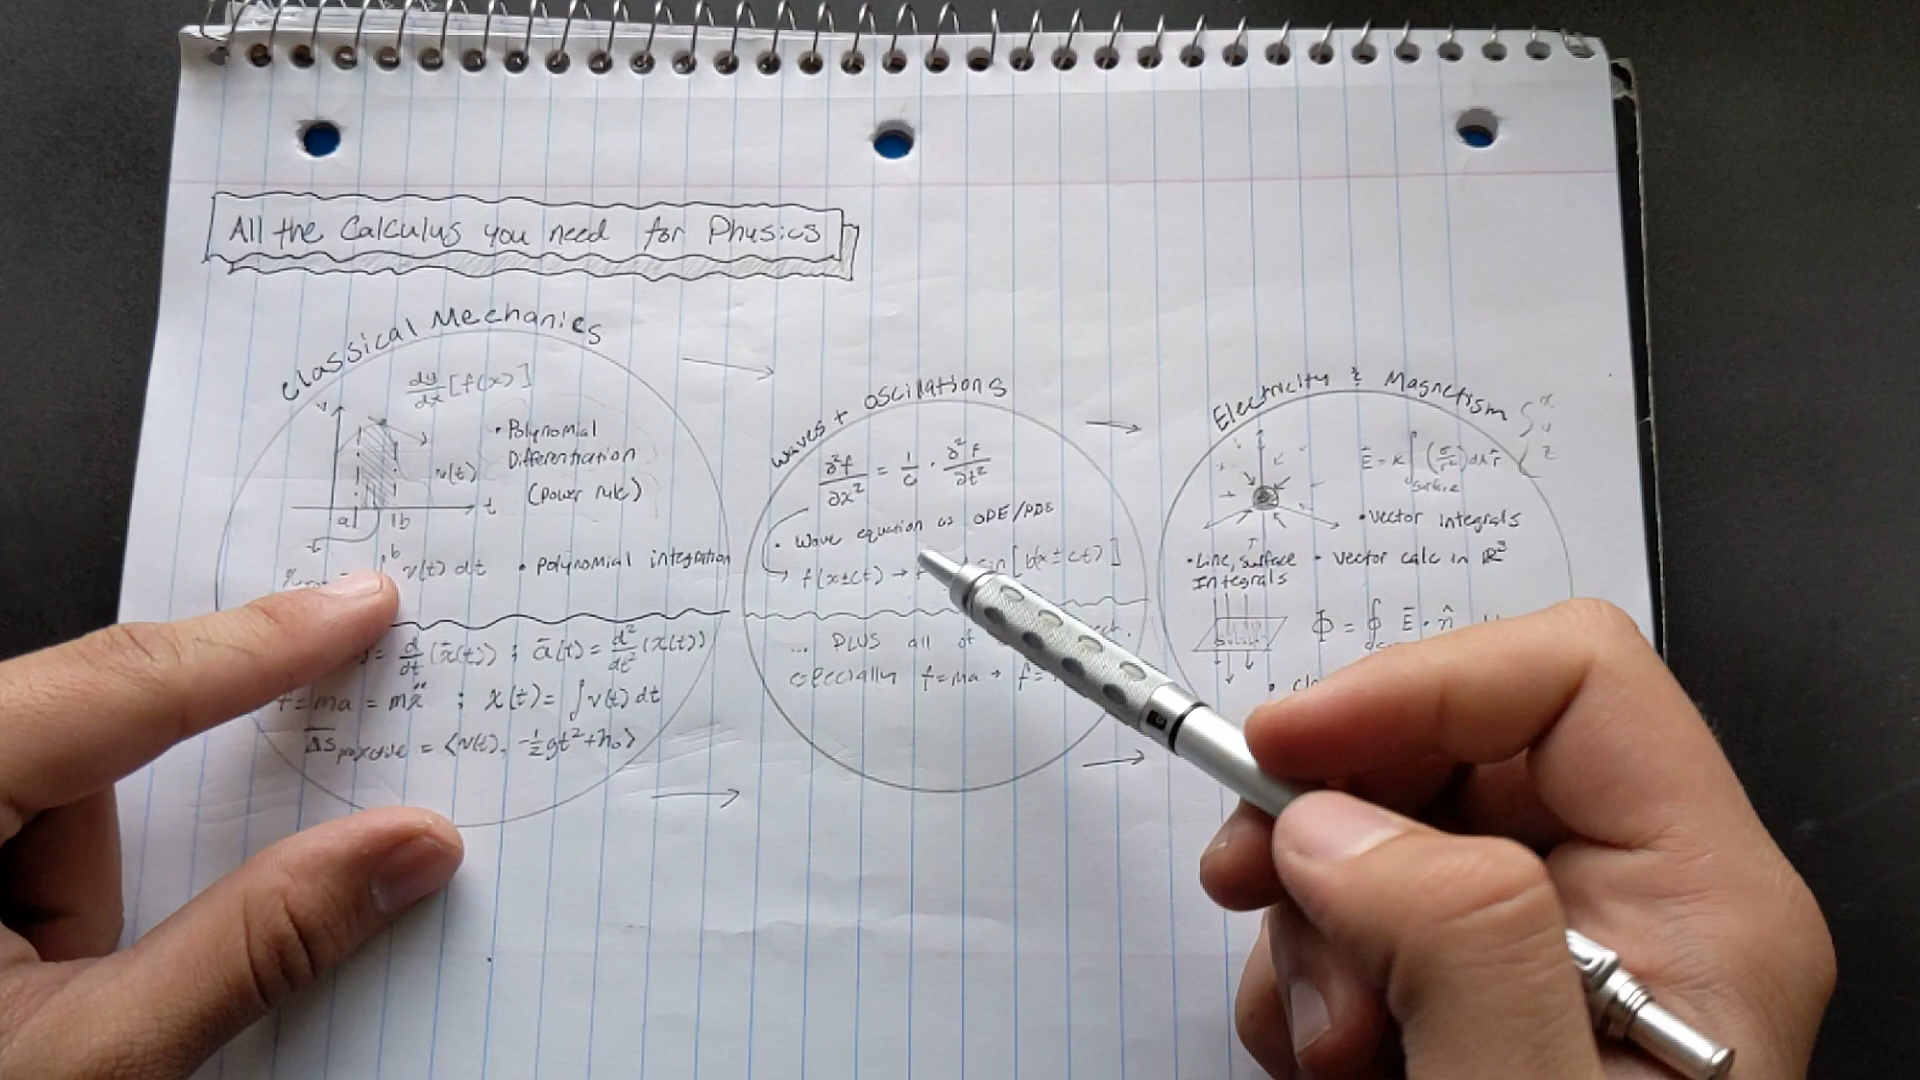 All the Calculus you need for Physics
Classical Mechanics
dy/dx [f(x)]
v
• Polynomial
Differentiation
(power rule)
v(t)
t
a
b
b
v(t) dt
• polynomial integration
= d/dt (x̄(t)) ; ā(t) = d²/dt² (x(t))
f = ma = mẍ ; x(t) = ∫ v(t) dt
= <v(t), -½gt² + h₀>
waves + oscillations
∂²f/∂x² = 1/c · ∂²f/∂t²
• Wave equation as ODE/PDE
f(x±ct) →
[b(x±ct)]
... PLUS all of
especially f=ma →
Electricity & Magnetism
x
y
z
Ē = K ∫ (σ/r²) da r̂
surface
• vector integrals
• Line, surface
Integrals
• vector calc in ℝ³
Φ = ∮ Ē · n̂